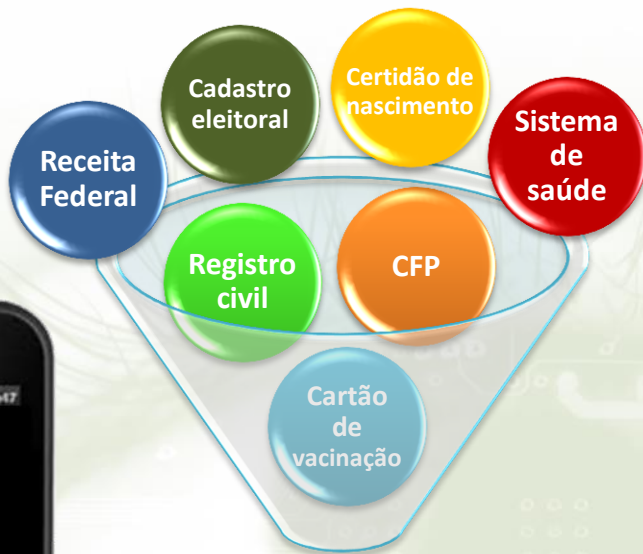 Cadastro
eleitoral
Certidão de
nascimento
Receita
Federal
Sistema
de
saúde
Registro
civil
CFP
Cartão
de
vacinação